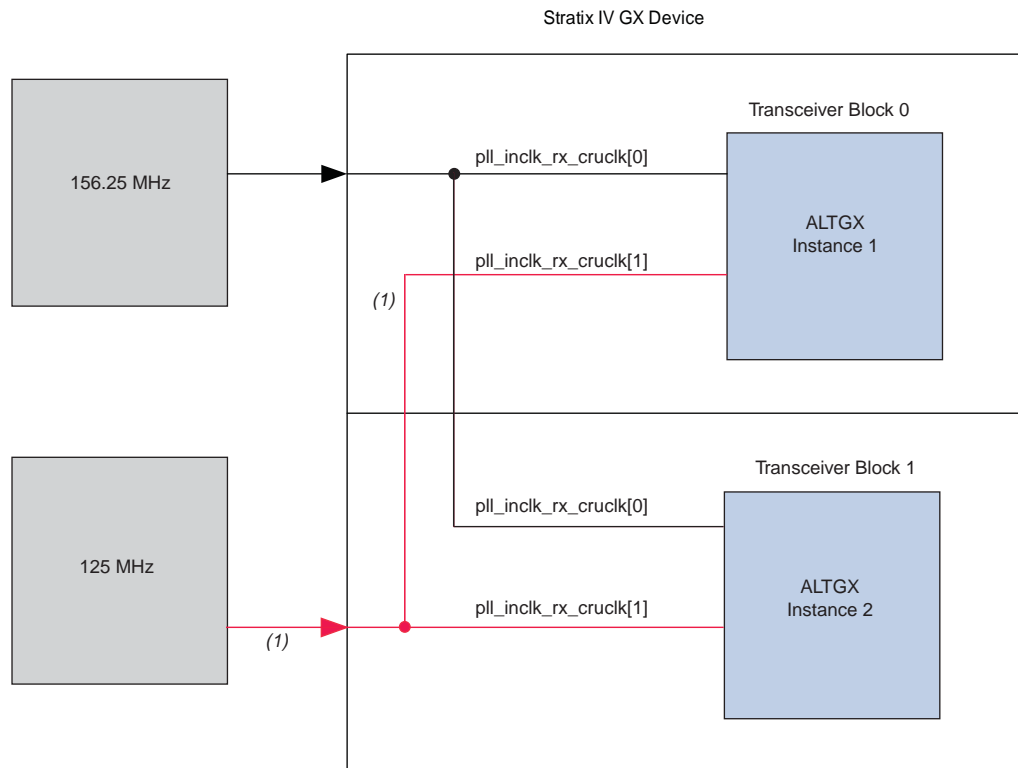 Stratix IV GX Device
156.25 MHz
Transceiver Block 0
pll_inclk_rx_cruclk[0]
ALTGX
Instance 1
pll_inclk_rx_cruclk[1]
(1)
125 MHz
(1)
Transceiver Block 1
pll_inclk_rx_cruclk[0]
ALTGX
Instance 2
pll_inclk_rx_cruclk[1]